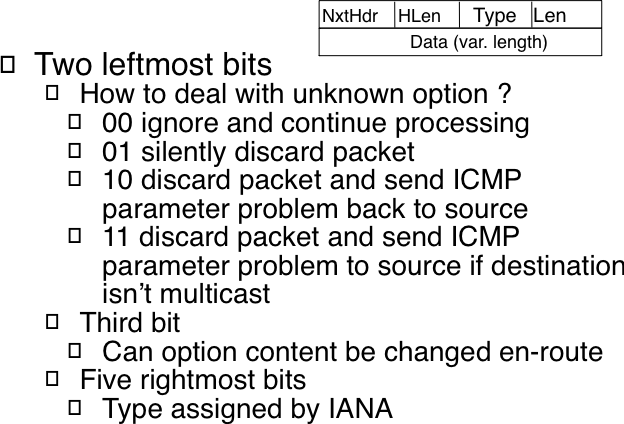 NxtHdr HLen Type Len
Data (var. length)
Two leftmost bits
How to deal with unknown option ?
00 ignore and continue processing
01 silently discard packet
10 discard packet and send ICMP
parameter problem back to source
11 discard packet and send ICMP
parameter problem to source if destination
isn't multicast
Third bit
Can option content be changed en-route
Five rightmost bits
Type assigned by IANA